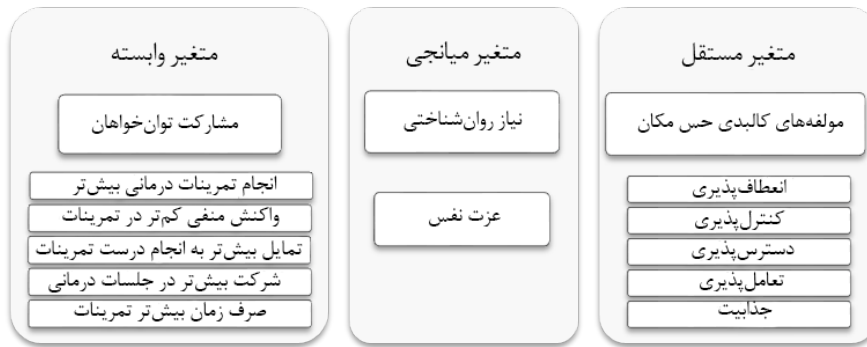 متغیر مستقل
مولفه‌های کالبدی حس مکان
انعطاف‌پذیری
کنترل‌پذیری
دسترس‌پذیری
تعامل‌پذیری
جذابیت
متغیر میانجی
نیاز روان‌شناختی
عزت نفس
متغیر وابسته
مشارکت توان‌خواهان
انجام تمرینات درمانی بیش‌تر
واکنش منفی کم‌تر در تمرینات
تمایل بیش‌تر به انجام درست تمرینات
شرکت بیش‌تر در جلسات درمانی
صرف زمان بیش‌تر تمرینات